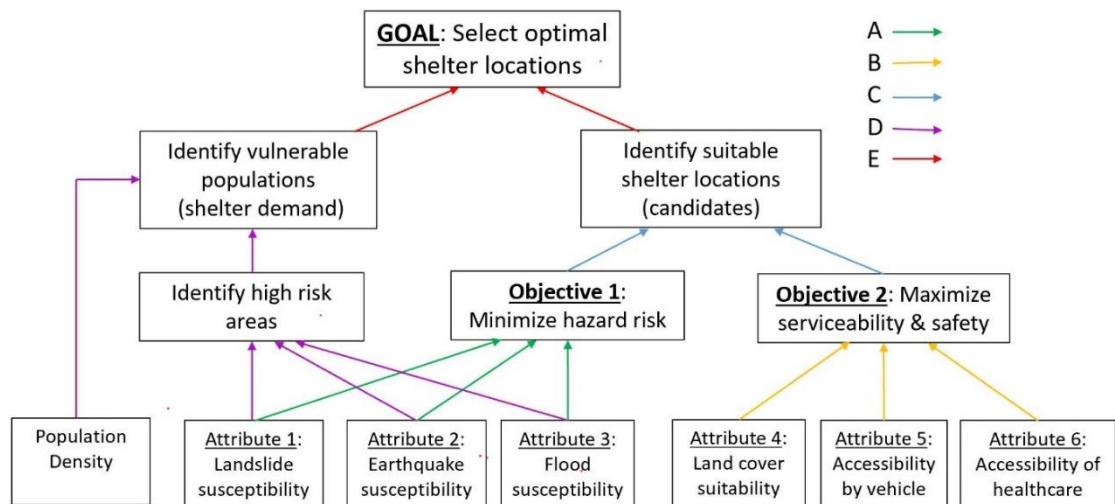 GOAL: Select optimal
shelter locations
A
B
C
D
E
Identify vulnerable
populations
(shelter demand)
Identify suitable
shelter locations
(candidates)
Identify high risk
areas
Objective 1:
Minimize hazard risk
Objective 2: Maximize
serviceability & safety
Population
Density
Attribute 1:
Landslide
susceptibility
Attribute 2:
Earthquake
susceptibility
Attribute 3:
Flood
susceptibility
Attribute 4:
Land cover
suitability
Attribute 5:
Accessibility
by vehicle
Attribute 6:
Accessibility of
healthcare